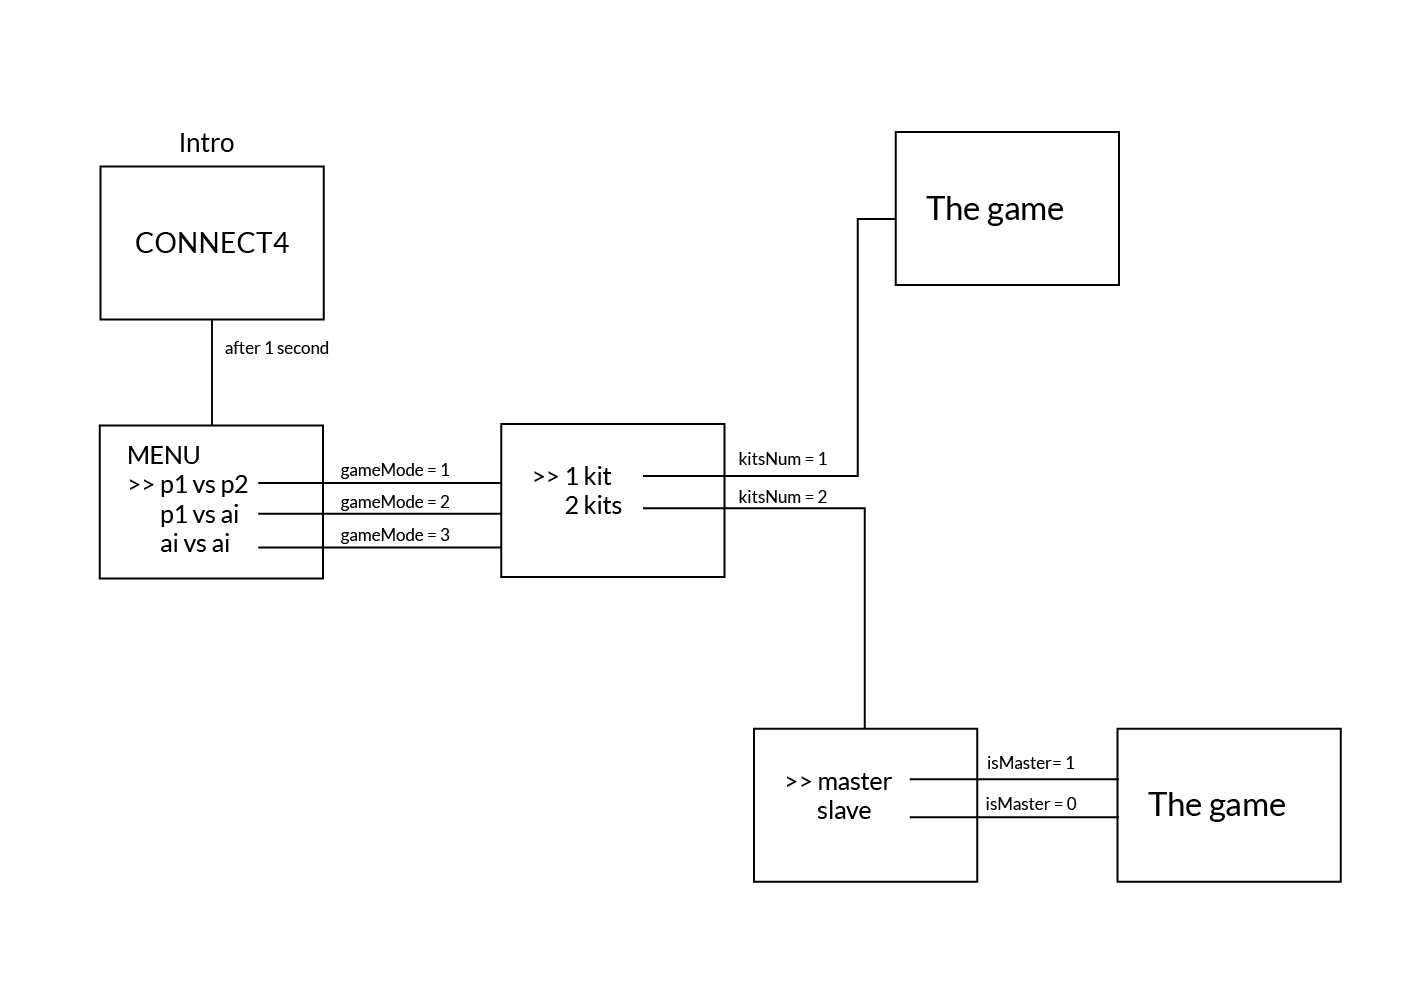 Intro
CONNECT4
after 1 second
MENU
>> p1 vs p2
p1 vs ai
ai vs ai
gameMode = 1
gameMode = 2
gameMode = 3
>> 1 kit
2 kits
kitsNum = 1
kitsNum = 2
The game
>> master
slave
isMaster= 1
isMaster = 0
The game